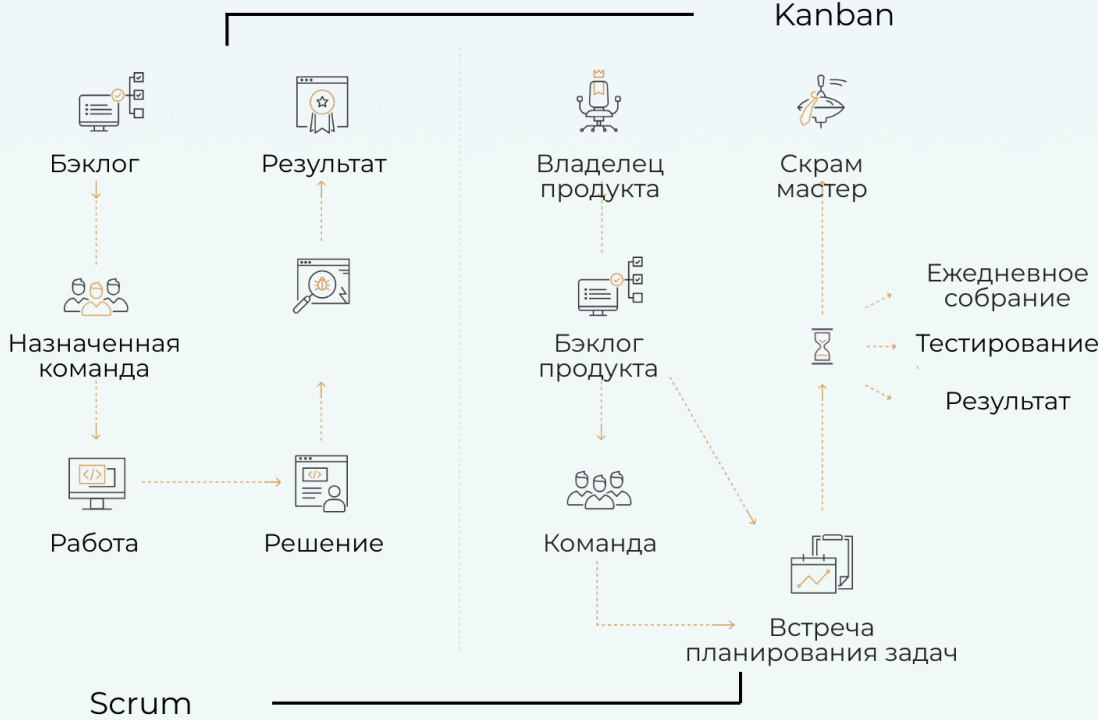 Kanban
Бэклог
Результат
Владелец
продукта
Скрам
мастер
Назначенная
команда
Бэклог
продукта
Ежедневное
собрание
Тестирование
Результат
Работа
Решение
Команда
Встреча
планирования задач
Scrum